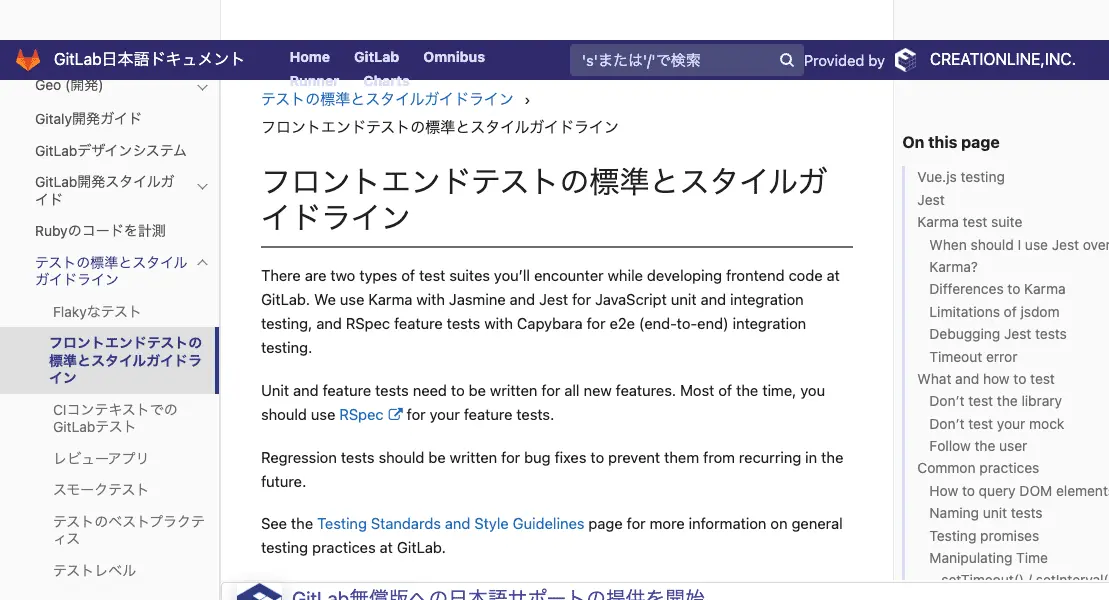 GitLab日本語ドキュメント
Home GitLab Omnibus
Runner Charts
's'または'/'で検索
Provided by CREATIONLINE,INC.
Geo (開発)
Gitaly開発ガイド
GitLabデザインシステム
GitLab開発スタイルガ
イド
Rubyのコードを計測
テストの標準とスタイル
ガイドライン
Flakyなテスト
フロントエンドテストの
標準とスタイルガイドラ
イン
CIコンテキストでの
GitLabテスト
レビューアプリ
スモークテスト
テストのベストプラクテ
ィス
テストレベル
テストの標準とスタイルガイドライン ›
フロントエンドテストの標準とスタイルガイドライン
フロントエンドテストの標準とスタイルガ
イドライン
There are two types of test suites you’ll encounter while developing frontend code at
GitLab. We use Karma with Jasmine and Jest for JavaScript unit and integration
testing, and RSpec feature tests with Capybara for e2e (end-to-end) integration
testing.
Unit and feature tests need to be written for all new features. Most of the time, you
should use RSpec for your feature tests.
Regression tests should be written for bug fixes to prevent them from recurring in the
future.
See the Testing Standards and Style Guidelines page for more information on general
testing practices at GitLab.
GitLab無償版への日本語サポートの提供を開始
On this page
Vue.js testing
Jest
Karma test suite
When should I use Jest over
Karma?
Differences to Karma
Limitations of jsdom
Debugging Jest tests
Timeout error
What and how to test
Don’t test the library
Don’t test your mock
Follow the user
Common practices
How to query DOM elements
Naming unit tests
Testing promises
Manipulating Time
setTimeout() / setInterval(